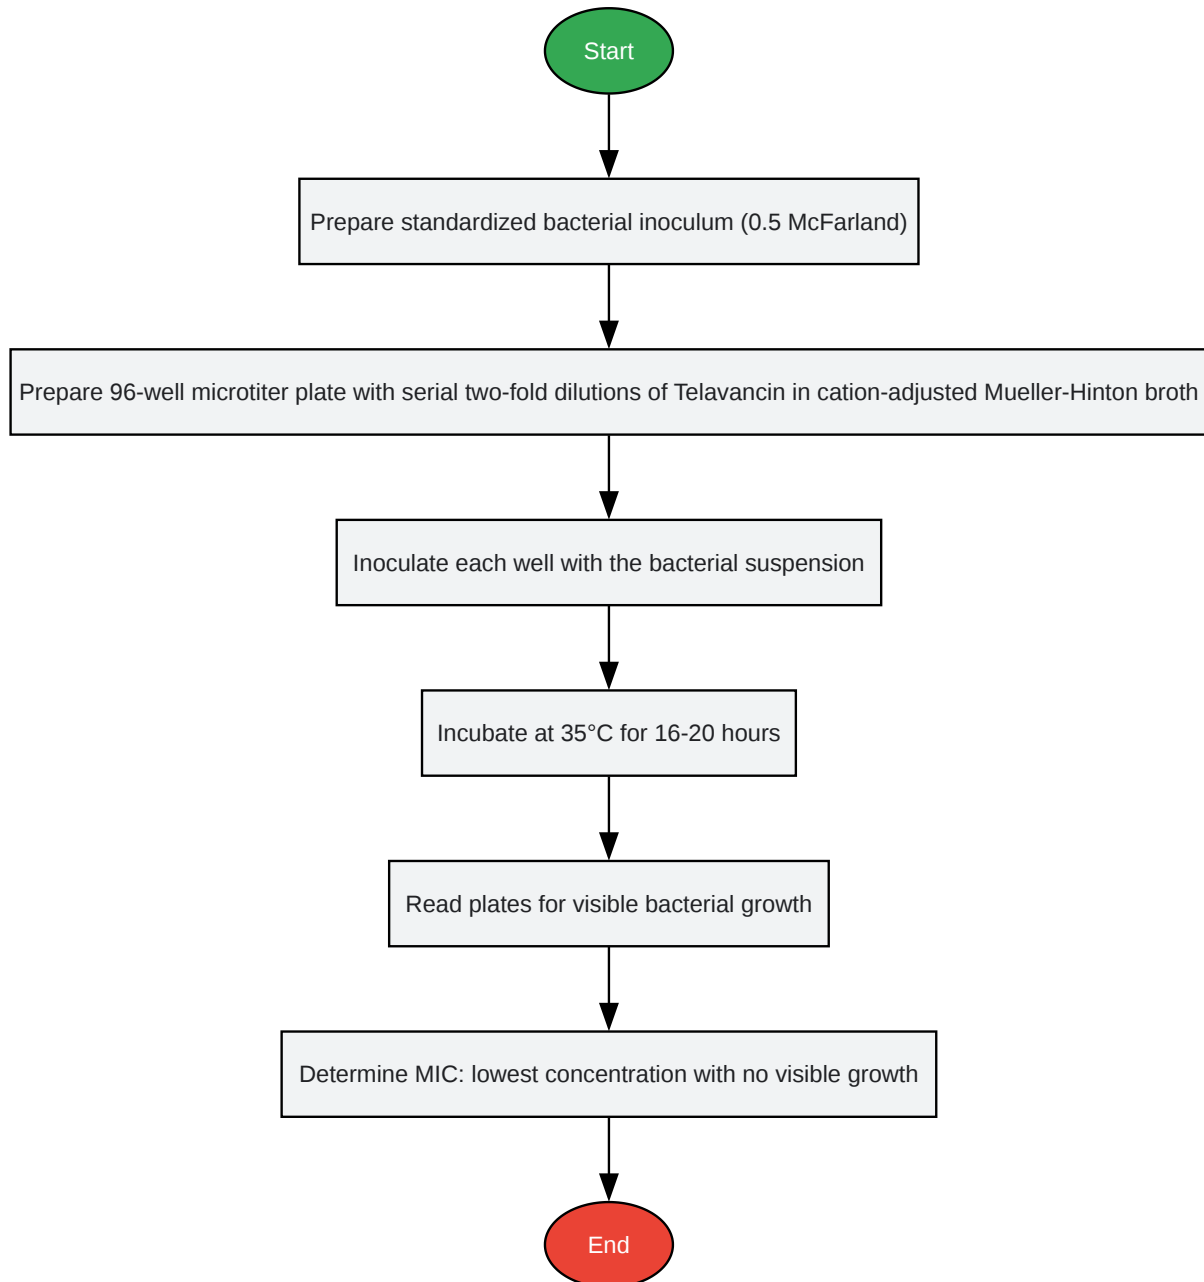 Start
Prepare standardized bacterial inoculum (0.5 McFarland)
Prepare 96-well microtiter plate with serial two-fold dilutions of Telavancin in cation-adjusted Mueller-Hinton broth
Inoculate each well with the bacterial suspension
Incubate at 35°C for 16-20 hours
Read plates for visible bacterial growth
Determine MIC: lowest concentration with no visible growth
End